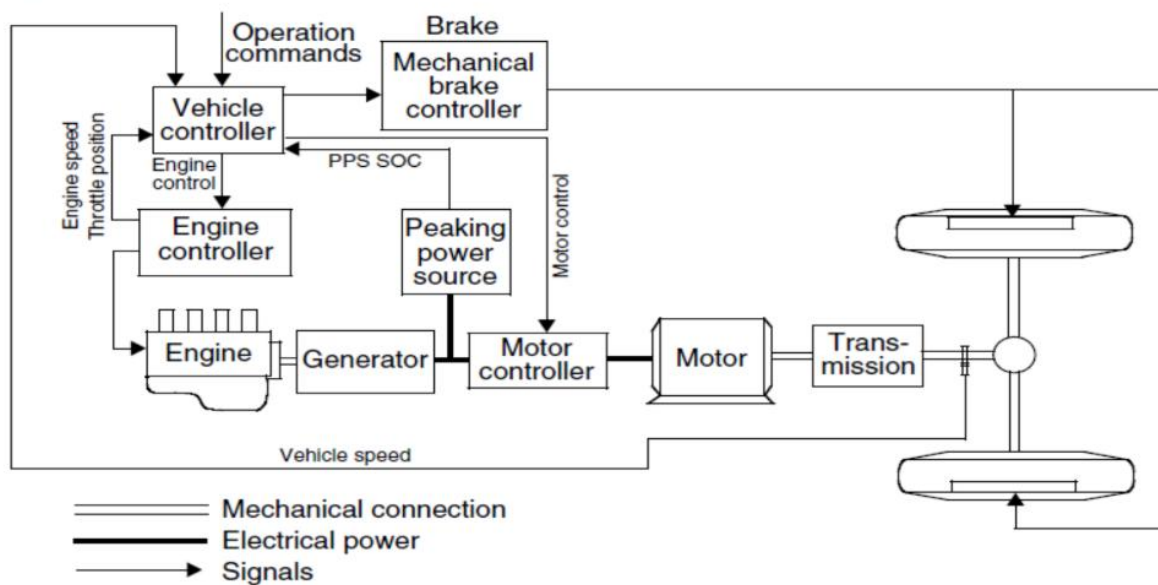 Operation
commands
Brake
Mechanical
brake
controller
Vehicle
controller
Engine speed
Throttle position
Engine
control
PPS SOC
Motor control
Engine
controller
Peaking
power
source
Engine
Generator
Motor
controller
Motor
Trans-
mission
Vehicle speed
Mechanical connection
Electrical power
Signals